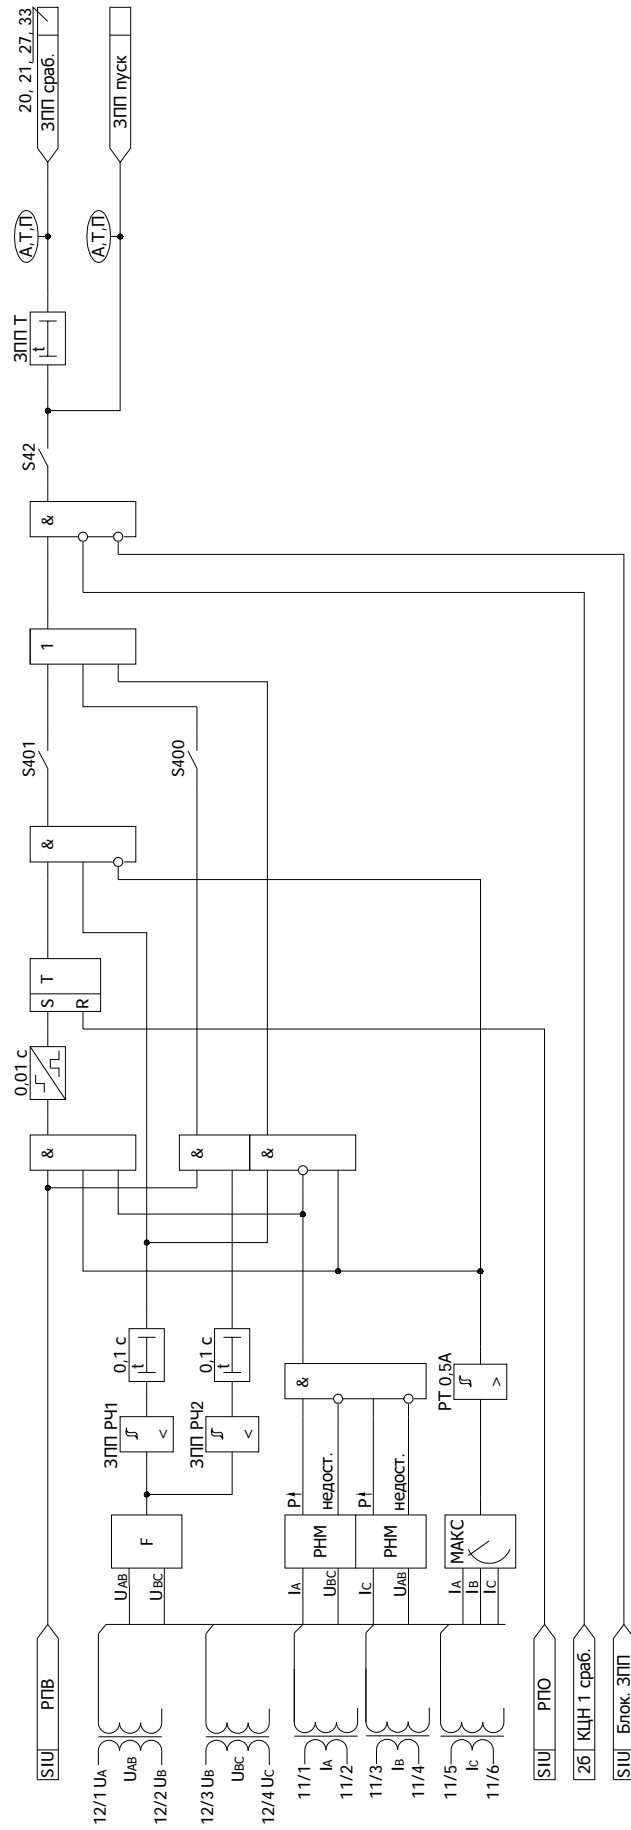 SIU РПВ
12/1 UA
UAB
12/2 UB
12/3 UB
UBC
12/4 UC
11/1
IA
11/2
11/3
IB
11/4
11/5
IC
11/6
SIU РПО
26 КЦН 1 сраб.
SIU Блок. ЗПП
UAB
UBC
F
IA
UBC
РНМ
IC
UAB
РНМ
IA
IB
IC
МАКС
P
недост.
P
недост.
ЗПП РЧ1
<
ЗПП РЧ2
<
&
РТ 0,5А
>
0,1 с
t
0,1 с
t
&
&
&
0,01 с
S T
R
&
S401
S400
1
&
S42
ЗПП Т
t
А,Т,П
А,Т,П
20, 21, 27, 33
ЗПП сраб.
ЗПП пуск